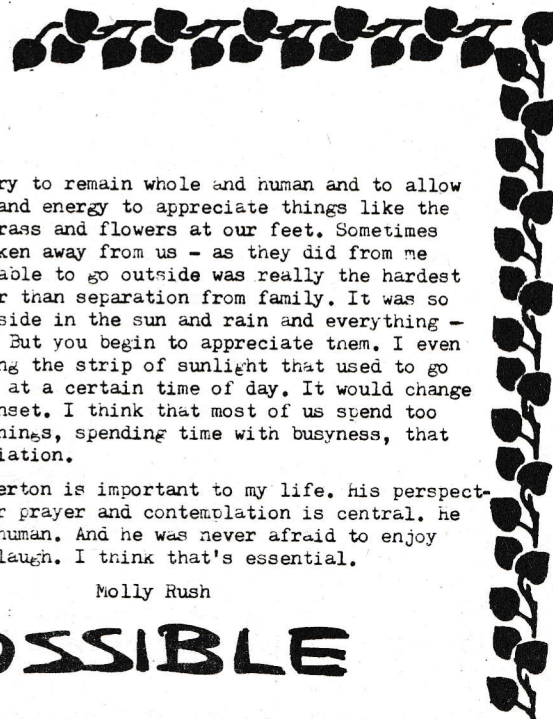 ry to remain whole and human and to allow
and energy to appreciate things like the
rass and flowers at our feet. Sometimes
ken away from us - as they did from me
able to go outside was really the hardest
r than separation from family. It was so
side in the sun and rain and everything -
But you begin to appreciate them. I even
ng the strip of sunlight that used to go
at a certain time of day. It would change
nset. I think that most of us spend too
hings, spending time with busyness, that
iation.
erton is important to my life. His perspect-
r prayer and contemplation is central. He
human. And he was never afraid to enjoy
laugh. I think that's essential.
Molly Rush
OSSIBLE